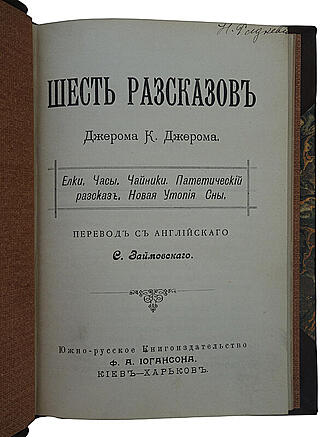 ШЕСТЬ РАЗСКАЗОВЪ
Джерома К. Джерома.
Елки. Часы. Чайники. Патетическій
разсказъ, Новая Утопія Сны.
ПЕРЕВОДЪ СЪ АНГЛІЙСКАГО
С. Займовскаго.
Южно-русское Книгоиздательство
Ф. А. ІОГАНСОНА.
КІЕВЪ—ХАРЬКОВЪ.